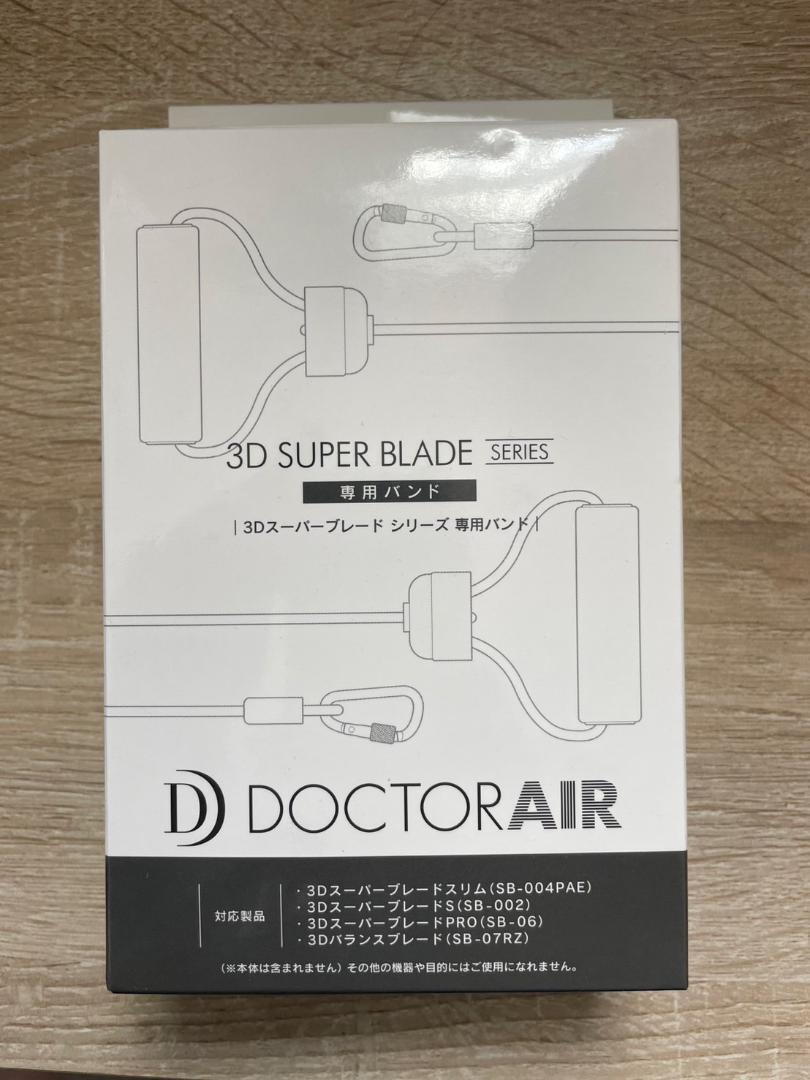 3D SUPER BLADE SERIES
専用バンド
| 3Dスーパーブレード シリーズ 専用バンド |
D DOCTORAIR
対応製品
・3Dスーパーブレードスリム(SB-004PAE)
・3DスーパーブレードS(SB-002)
・3DスーパーブレードPRO(SB-06)
・3Dバランスブレード(SB-07RZ)
(※本体は含まれません) その他の機器や目的にはご使用になれません。